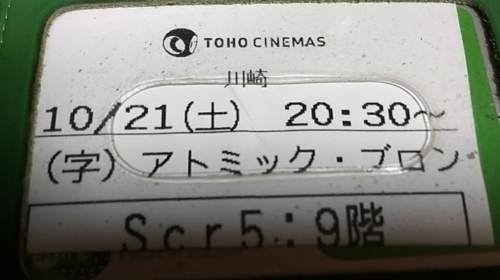 TOHO CINEMAS
川崎
10/21(土) 20:30～
(字) アトミック・ブロン
Scr5:9階